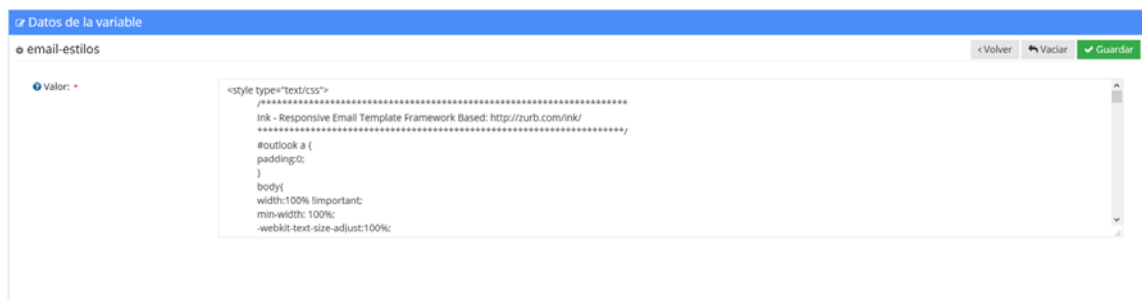 Datos de la variable
email-estilos
Volver Vaciar Guardar
Valor: *
<style type="text/css">
/**********************************************************************
Ink - Responsive Email Template Framework Based: http://zurb.com/ink/
**********************************************************************/
#outlook a {
padding:0;
}
body{
width:100% !important;
min-width: 100%;
-webkit-text-size-adjust:100%;